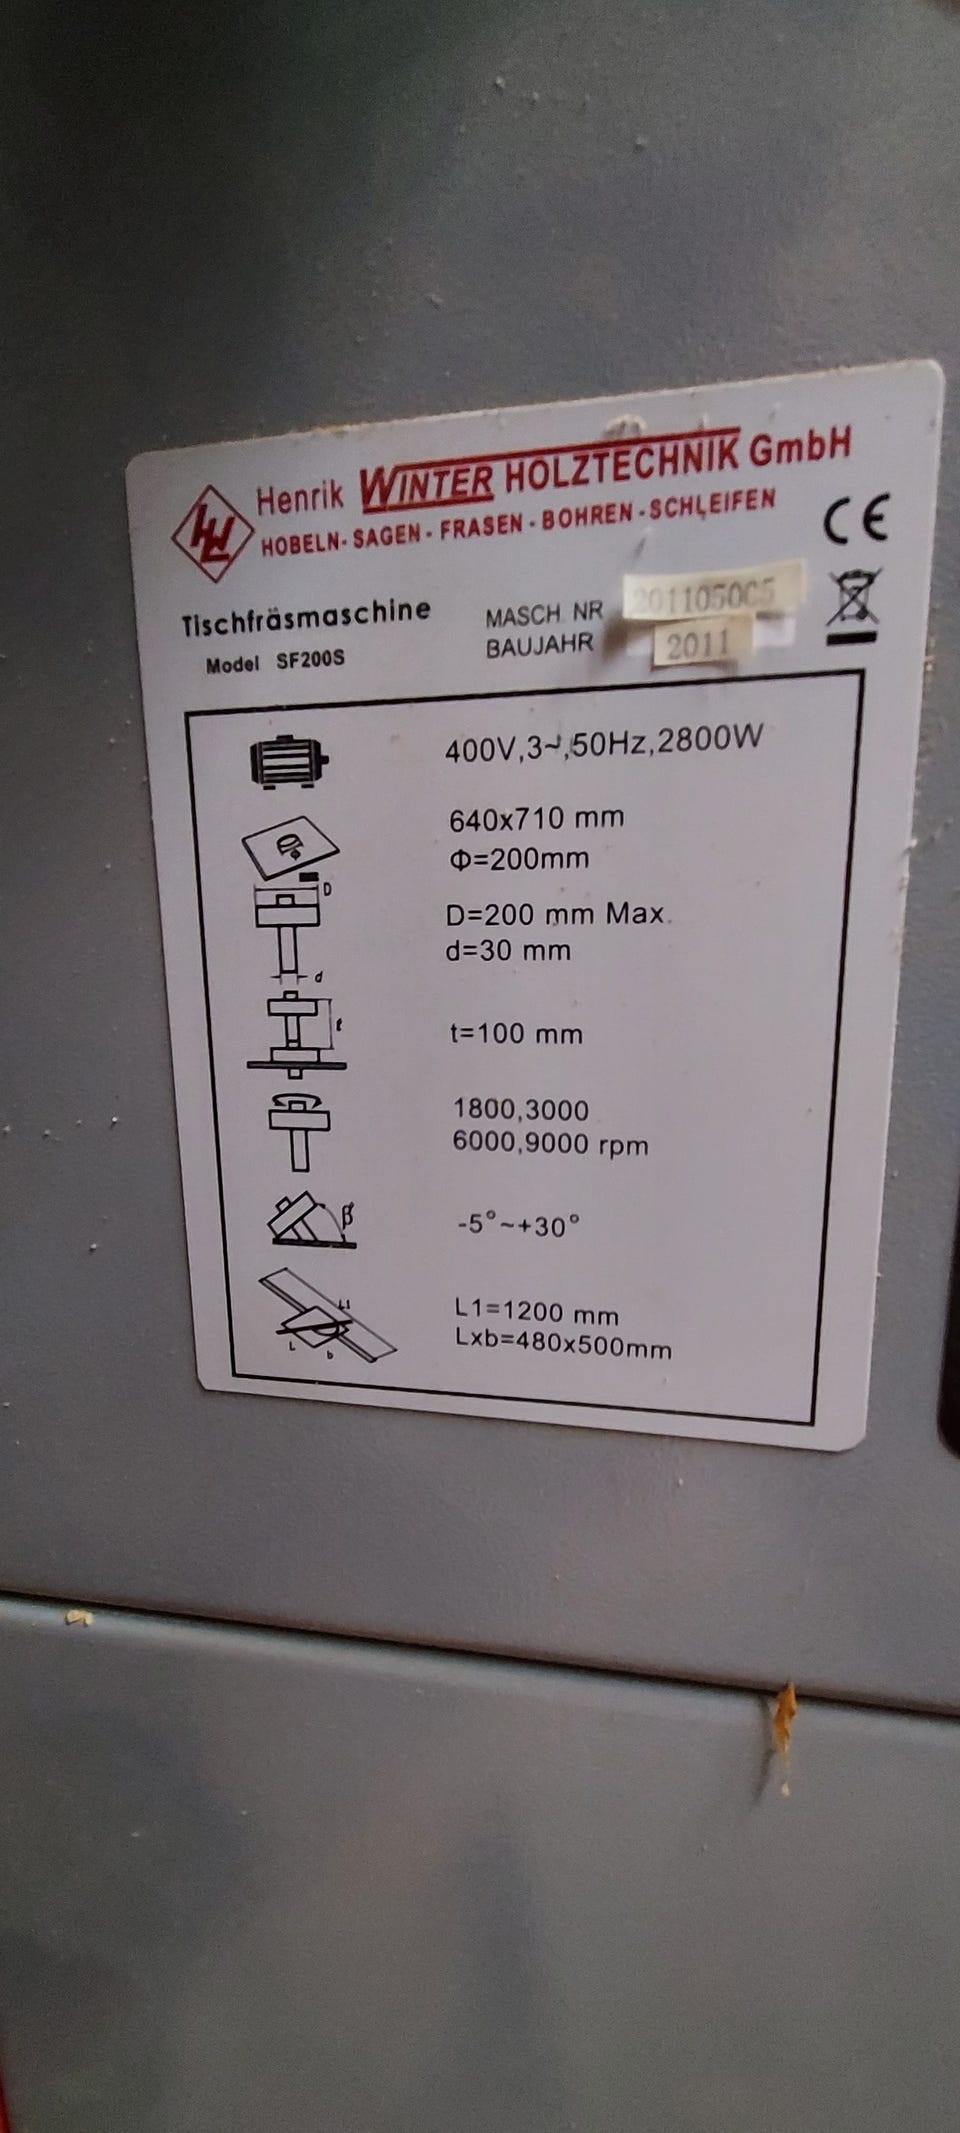 Henrik WINTER HOLZTECHNIK GmbH
HOBELN- SAGEN - FRASEN - BOHREN - SCHLEIFEN
CE
Tischfräsmaschine
Model SF200S
MASCH NR
BAUJAHR 2011
400V,3~,50Hz,2800W
640x710 mm
Φ=200mm
D
D=200 mm Max.
d=30 mm
d
t
t=100 mm
1800,3000
6000,9000 rpm
β
-5°~+30°
L1
L1=1200 mm
L b
Lxb=480x500mm